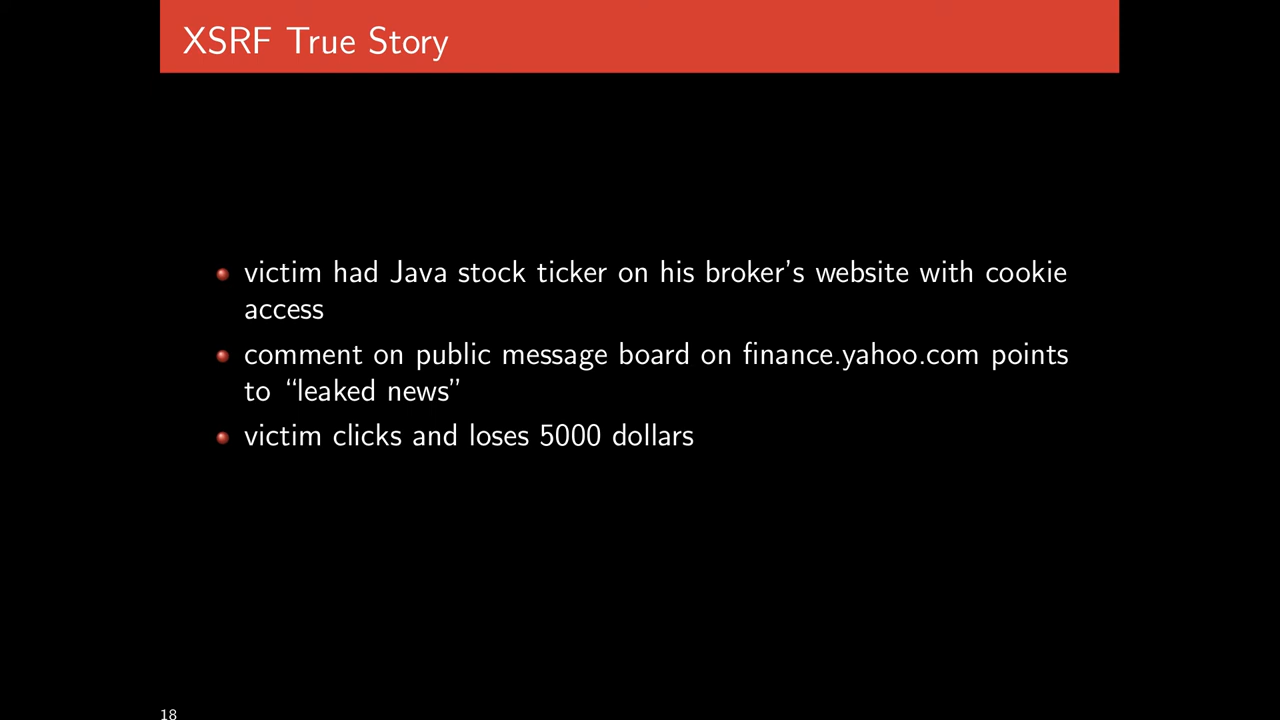 XSRF True Story
victim had Java stock ticker on his broker's website with cookie
access
comment on public message board on finance.yahoo.com points
to “leaked news”
victim clicks and loses 5000 dollars
18